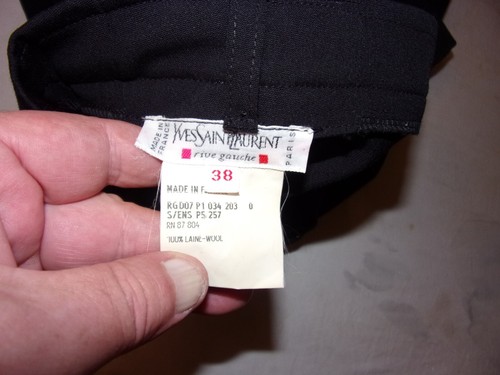 MADE IN FRANCE
YVES SAINT LAURENT
PARIS
rive gauche
38
MADE IN F
RGD07 P1 034 203 0
S/ENS P5.257
RN 87 804
100% LAINE-WOOL